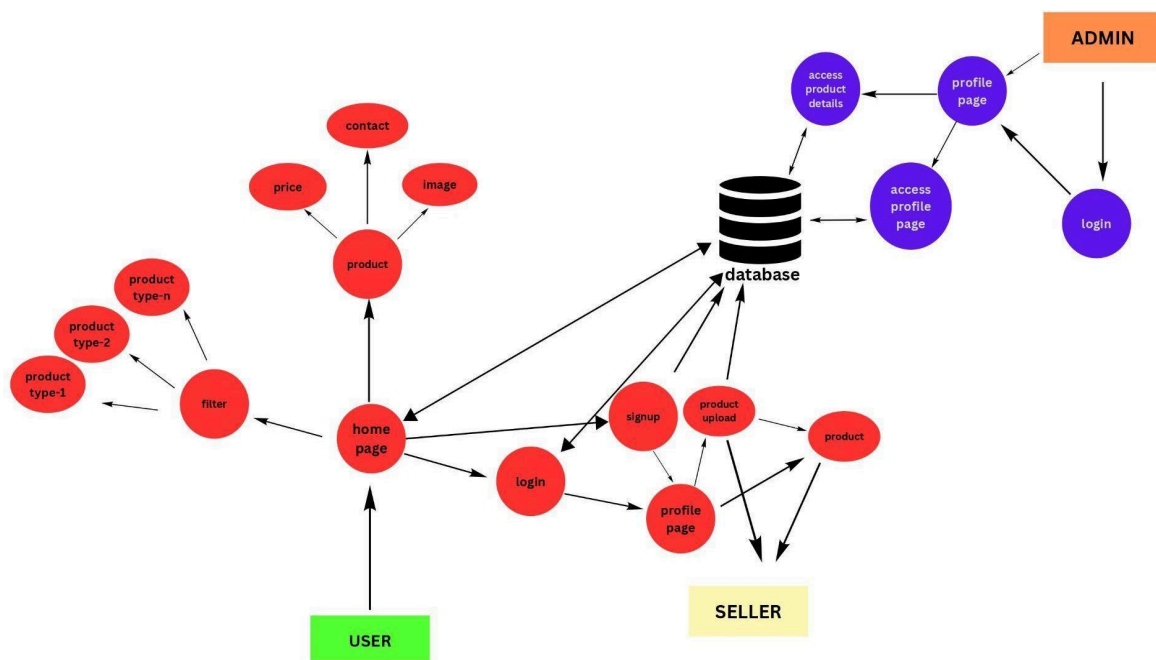 ADMIN
access
product
details
profile
page
contact
price
image
access
profile
page
login
product
database
product
type-n
product
type-2
product
type-1
filter
home
page
signup
product
upload
product
login
profile
page
SELLER
USER